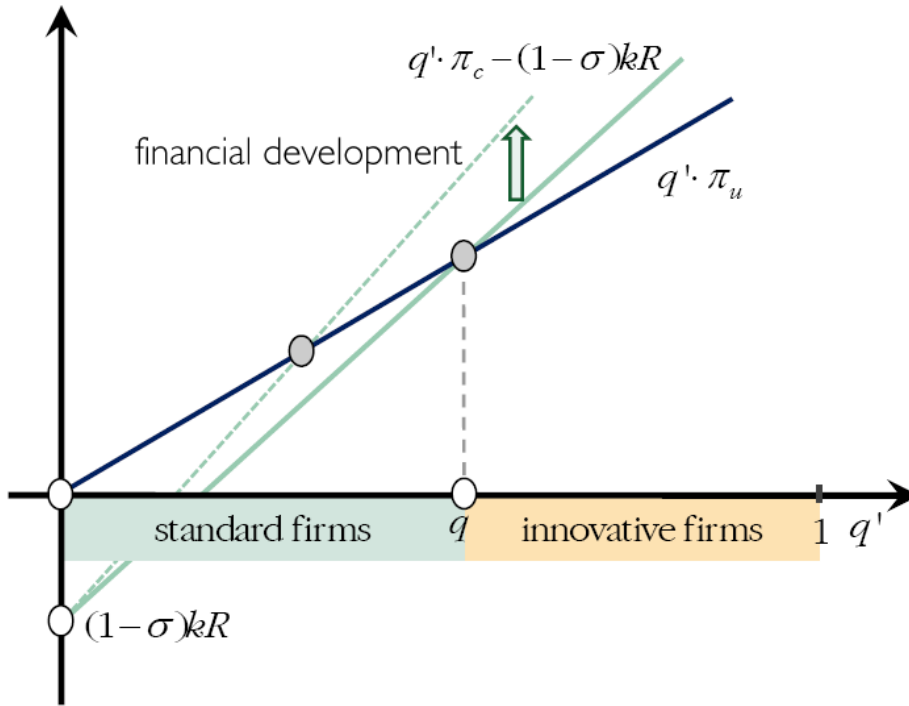 q'·π_c−(1−σ)kR
financial development
q'·π_u
standard firms
q
innovative firms
1
q'
(1−σ)kR